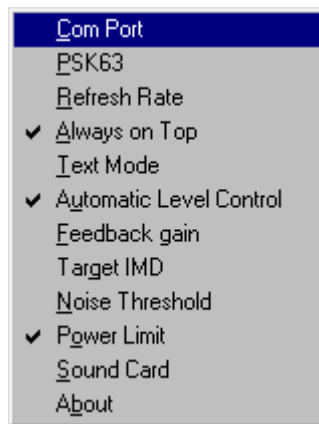 Com Port
PSK63
Refresh Rate
Always on Top
Text Mode
Automatic Level Control
Feedback gain
Target IMD
Noise Threshold
Power Limit
Sound Card
About